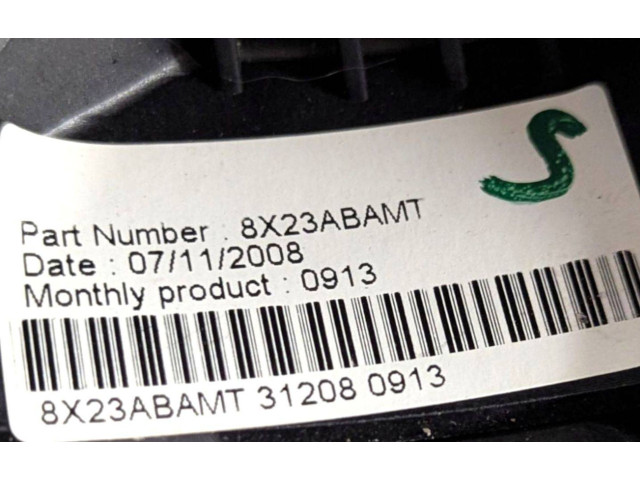 S
Part Number : 8X23ABAMT
Date : 07/11/2008
Monthly product : 0913
8X23ABAMT 31208 0913